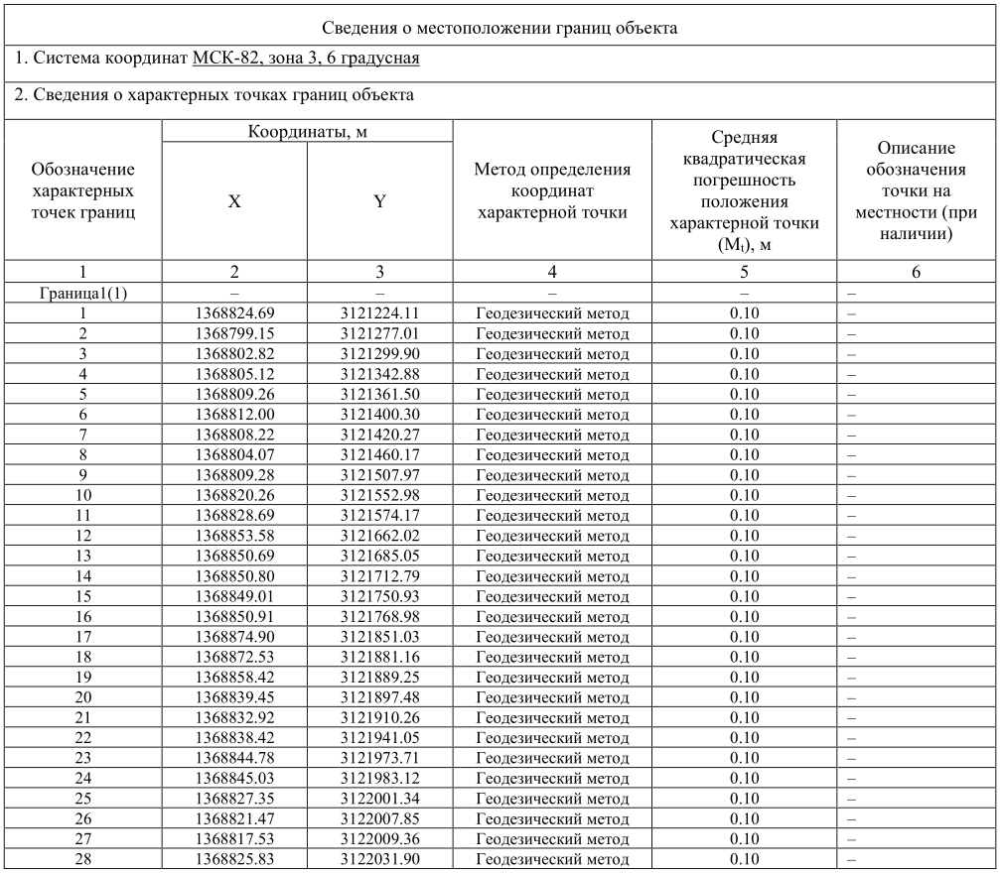 Сведения о местоположении границ объекта
1. Система координат МСК-82, зона 3, 6 градусная
2. Сведения о характерных точках границ объекта
Обозначение
характерных
точек границ
Координаты, м
X
Y
Метод определения
координат
характерной точки
Средняя
квадратическая
погрешность
положения
характерной точки
(Mt), м
Описание
обозначения
точки на
местности (при
наличии)
1 2 3 4 5 6
Граница1(1) – – – – –
1 1368824.69 3121224.11 Геодезический метод 0.10 –
2 1368799.15 3121277.01 Геодезический метод 0.10 –
3 1368802.82 3121299.90 Геодезический метод 0.10 –
4 1368805.12 3121342.88 Геодезический метод 0.10 –
5 1368809.26 3121361.50 Геодезический метод 0.10 –
6 1368812.00 3121400.30 Геодезический метод 0.10 –
7 1368808.22 3121420.27 Геодезический метод 0.10 –
8 1368804.07 3121460.17 Геодезический метод 0.10 –
9 1368809.28 3121507.97 Геодезический метод 0.10 –
10 1368820.26 3121552.98 Геодезический метод 0.10 –
11 1368828.69 3121574.17 Геодезический метод 0.10 –
12 1368853.58 3121662.02 Геодезический метод 0.10 –
13 1368850.69 3121685.05 Геодезический метод 0.10 –
14 1368850.80 3121712.79 Геодезический метод 0.10 –
15 1368849.01 3121750.93 Геодезический метод 0.10 –
16 1368850.91 3121768.98 Геодезический метод 0.10 –
17 1368874.90 3121851.03 Геодезический метод 0.10 –
18 1368872.53 3121881.16 Геодезический метод 0.10 –
19 1368858.42 3121889.25 Геодезический метод 0.10 –
20 1368839.45 3121897.48 Геодезический метод 0.10 –
21 1368832.92 3121910.26 Геодезический метод 0.10 –
22 1368838.42 3121941.05 Геодезический метод 0.10 –
23 1368844.78 3121973.71 Геодезический метод 0.10 –
24 1368845.03 3121983.12 Геодезический метод 0.10 –
25 1368827.35 3122001.34 Геодезический метод 0.10 –
26 1368821.47 3122007.85 Геодезический метод 0.10 –
27 1368817.53 3122009.36 Геодезический метод 0.10 –
28 1368825.83 3122031.90 Геодезический метод 0.10 –